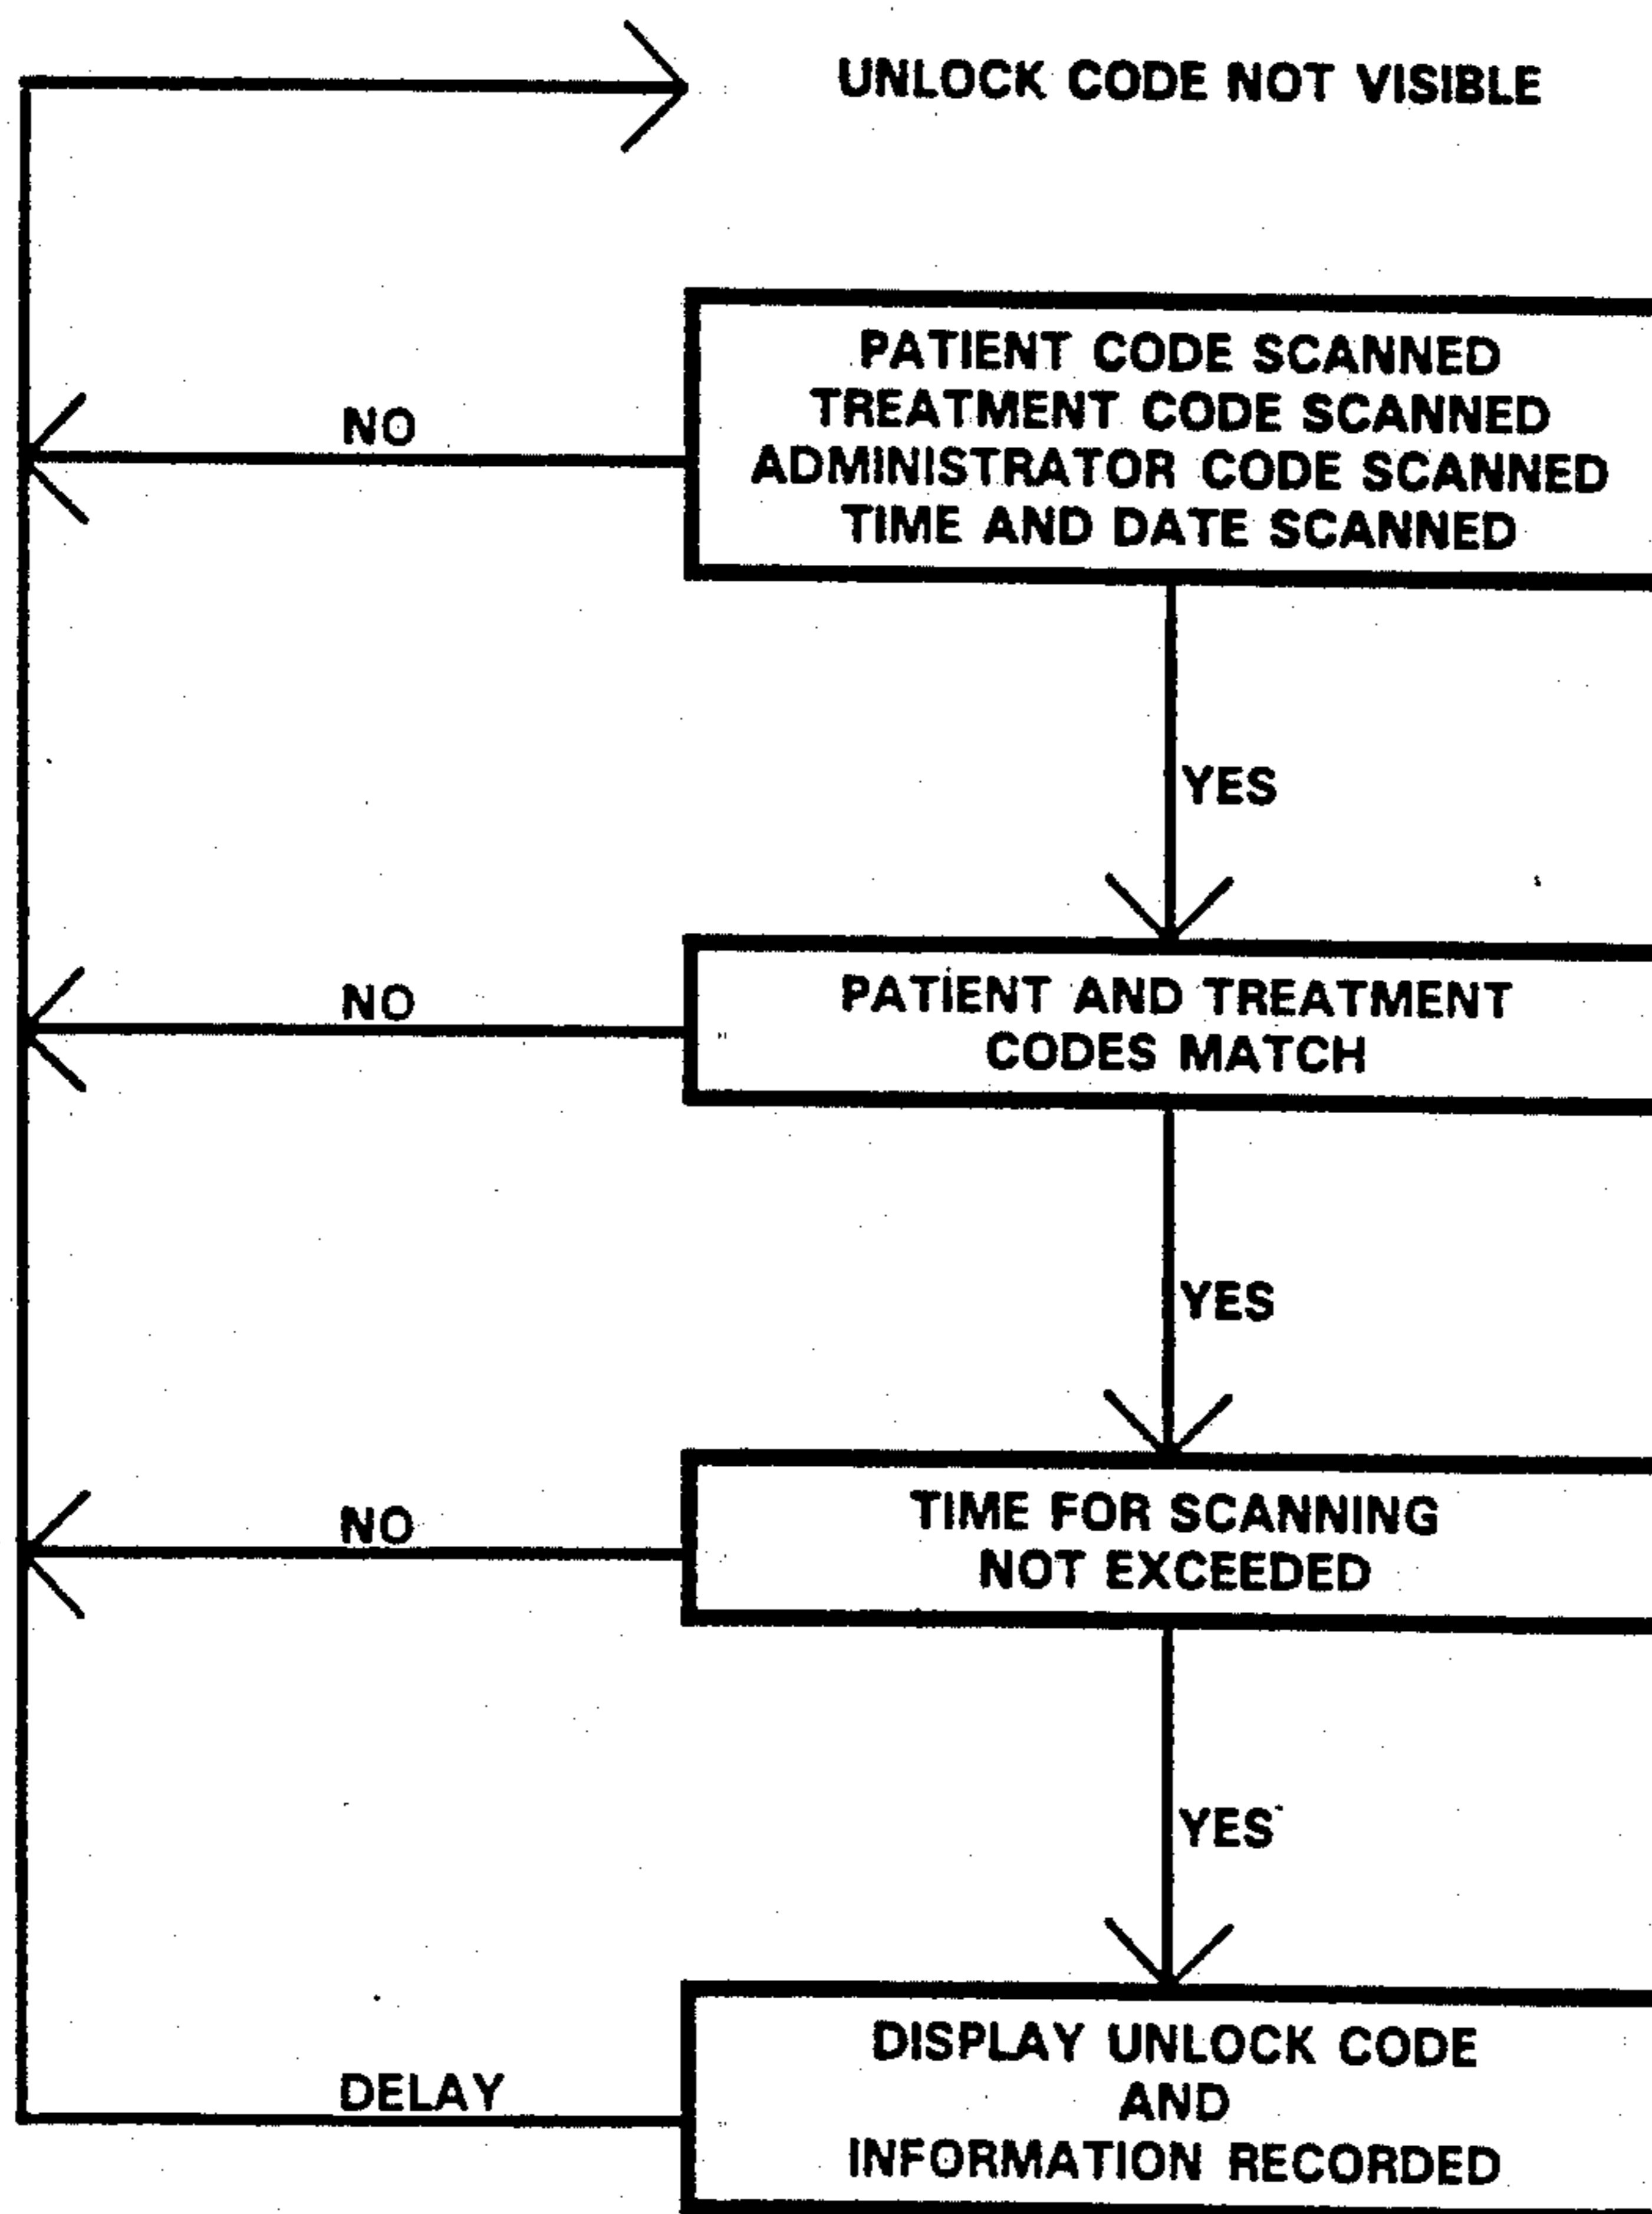 UNLOCK CODE NOT VISIBLE
PATIENT CODE SCANNED
TREATMENT CODE SCANNED
ADMINISTRATOR CODE SCANNED
TIME AND DATE SCANNED
NO
YES
PATIENT AND TREATMENT
CODES MATCH
NO
YES
TIME FOR SCANNING
NOT EXCEEDED
NO
YES
DISPLAY UNLOCK CODE
AND
INFORMATION RECORDED
DELAY